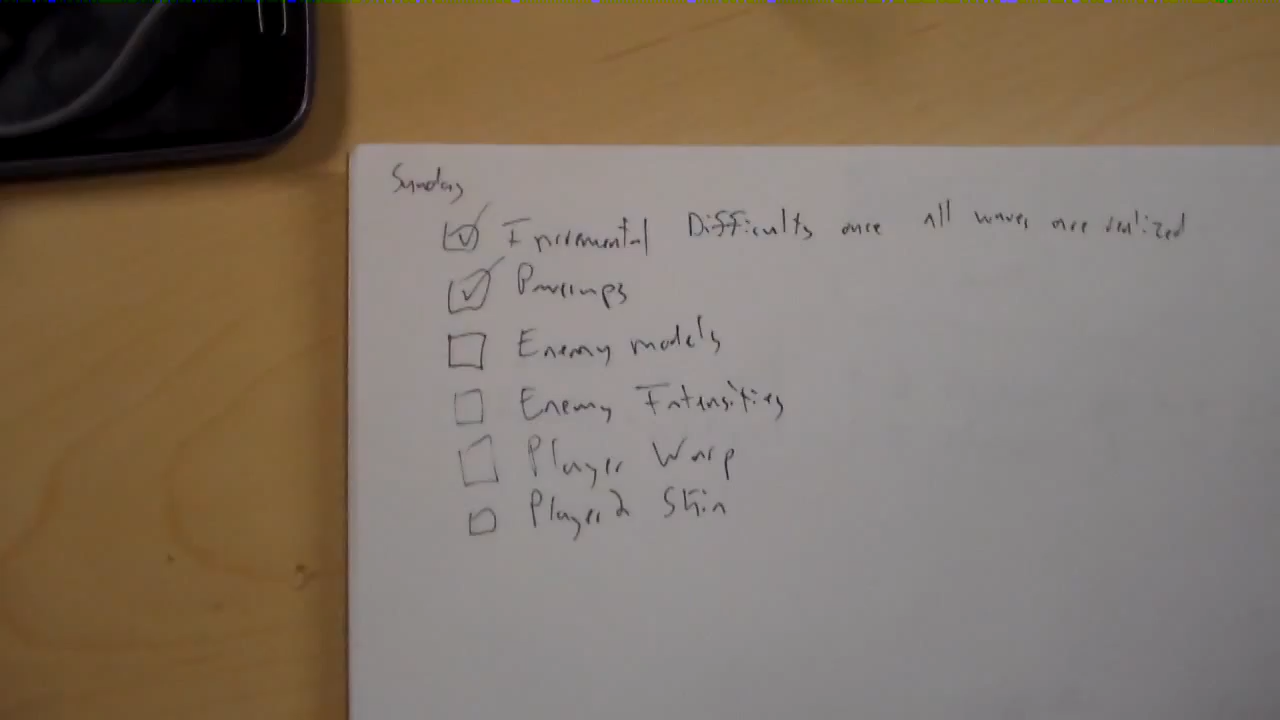 Sunday
Incremental Difficulty once all waves are realized
Powerups
Enemy models
Enemy Intensities
Player Warp
Player 2 Skin